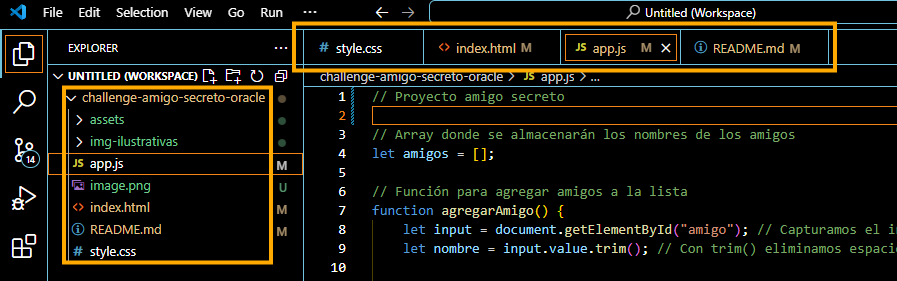 File Edit Selection View Go Run ··· Untitled (Workspace)
EXPLORER ···
# style.css <> index.html M JS app.js M × README.md M
UNTITLED (WORKSPACE)
challenge-amigo-secreto-oracle > JS app.js > ...
challenge-amigo-secreto-oracle
assets
img-ilustrativas
JS app.js M
image.png U
<> index.html M
README.md M
# style.css
14
1 // Proyecto amigo secreto
2
3 // Array donde se almacenarán los nombres de los amigos
4 let amigos = [];
5
6 // Función para agregar amigos a la lista
7 function agregarAmigo() {
8 let input = document.getElementById("amigo"); // Capturamos el
9 let nombre = input.value.trim(); // Con trim() eliminamos
10